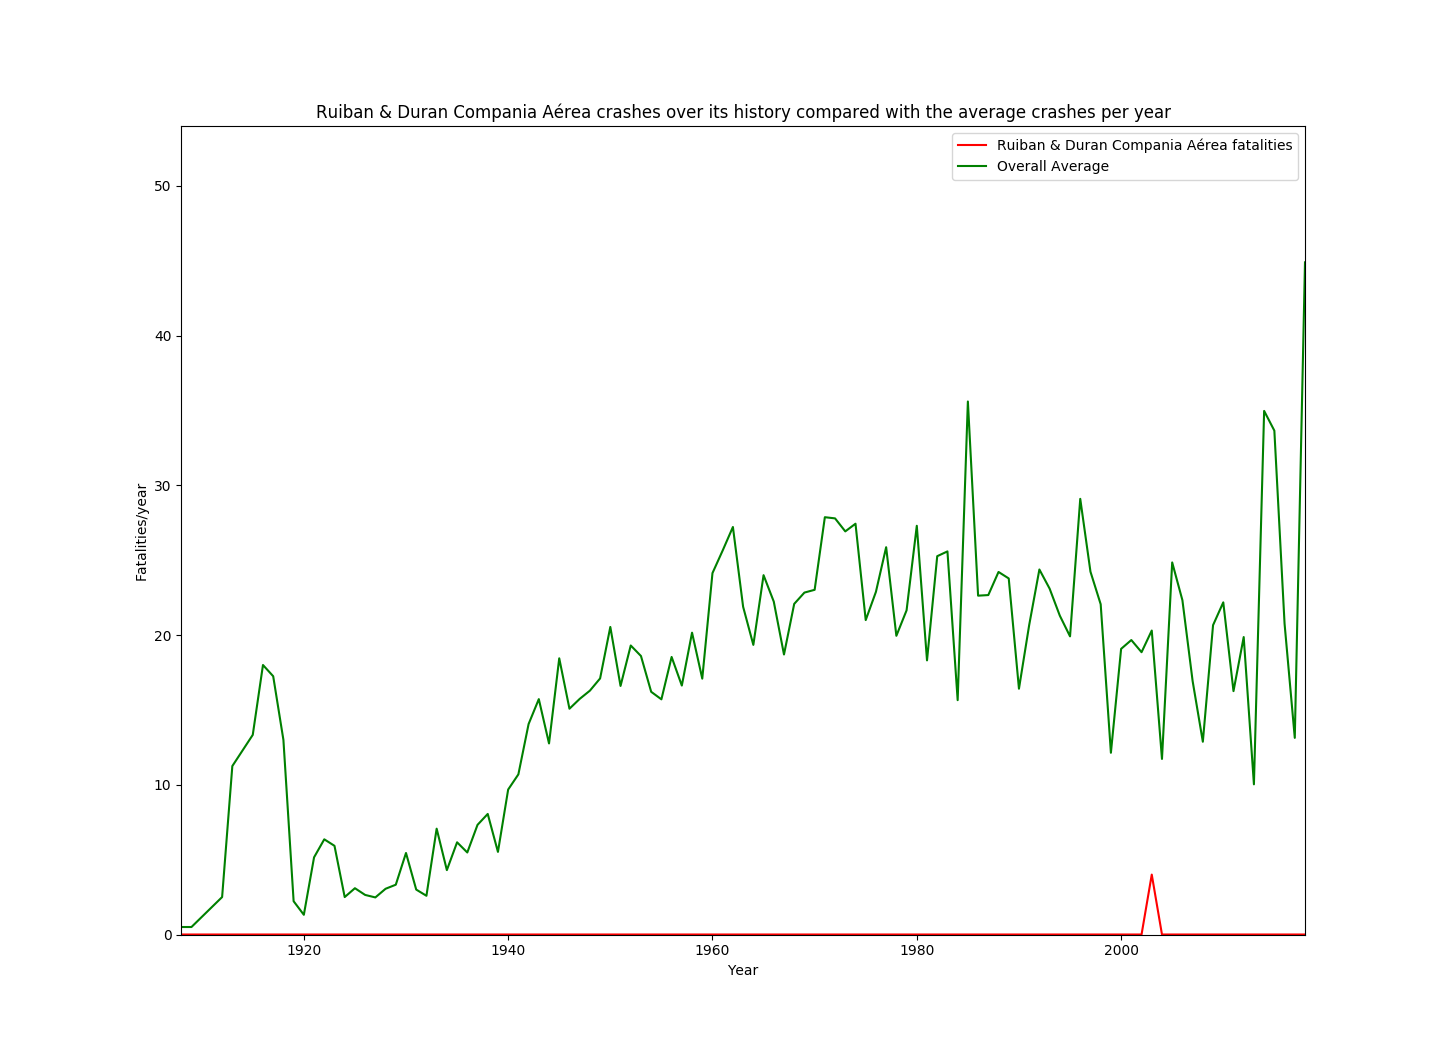 Ruiban & Duran Compania Aérea crashes over its history compared with the average crashes per year
Ruiban & Duran Compania Aérea fatalities
Overall Average
50
40
30
20
10
0
Fatalities/year
1920 1940 1960 1980 2000
Year